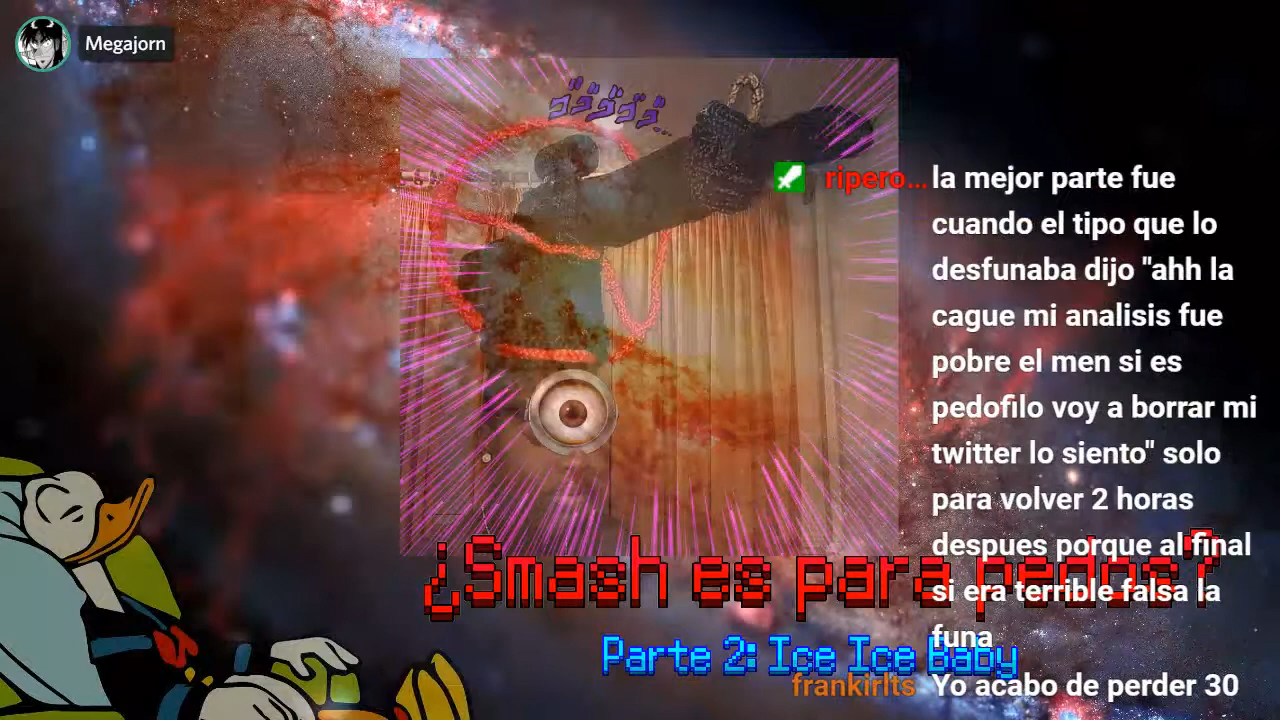 Megajorn
ゴゴゴゴゴ...
ripero... la mejor parte fue
cuando el tipo que lo
desfunaba dijo "ahh la
cague mi analisis fue
pobre el men si es
pedofilo voy a borrar mi
twitter lo siento" solo
para volver 2 horas
despues porque al final
si era terrible falsa la
funa
¿Smash es para pedos?
Parte 2: Ice Ice Baby
frankirlts Yo acabo de perder 30